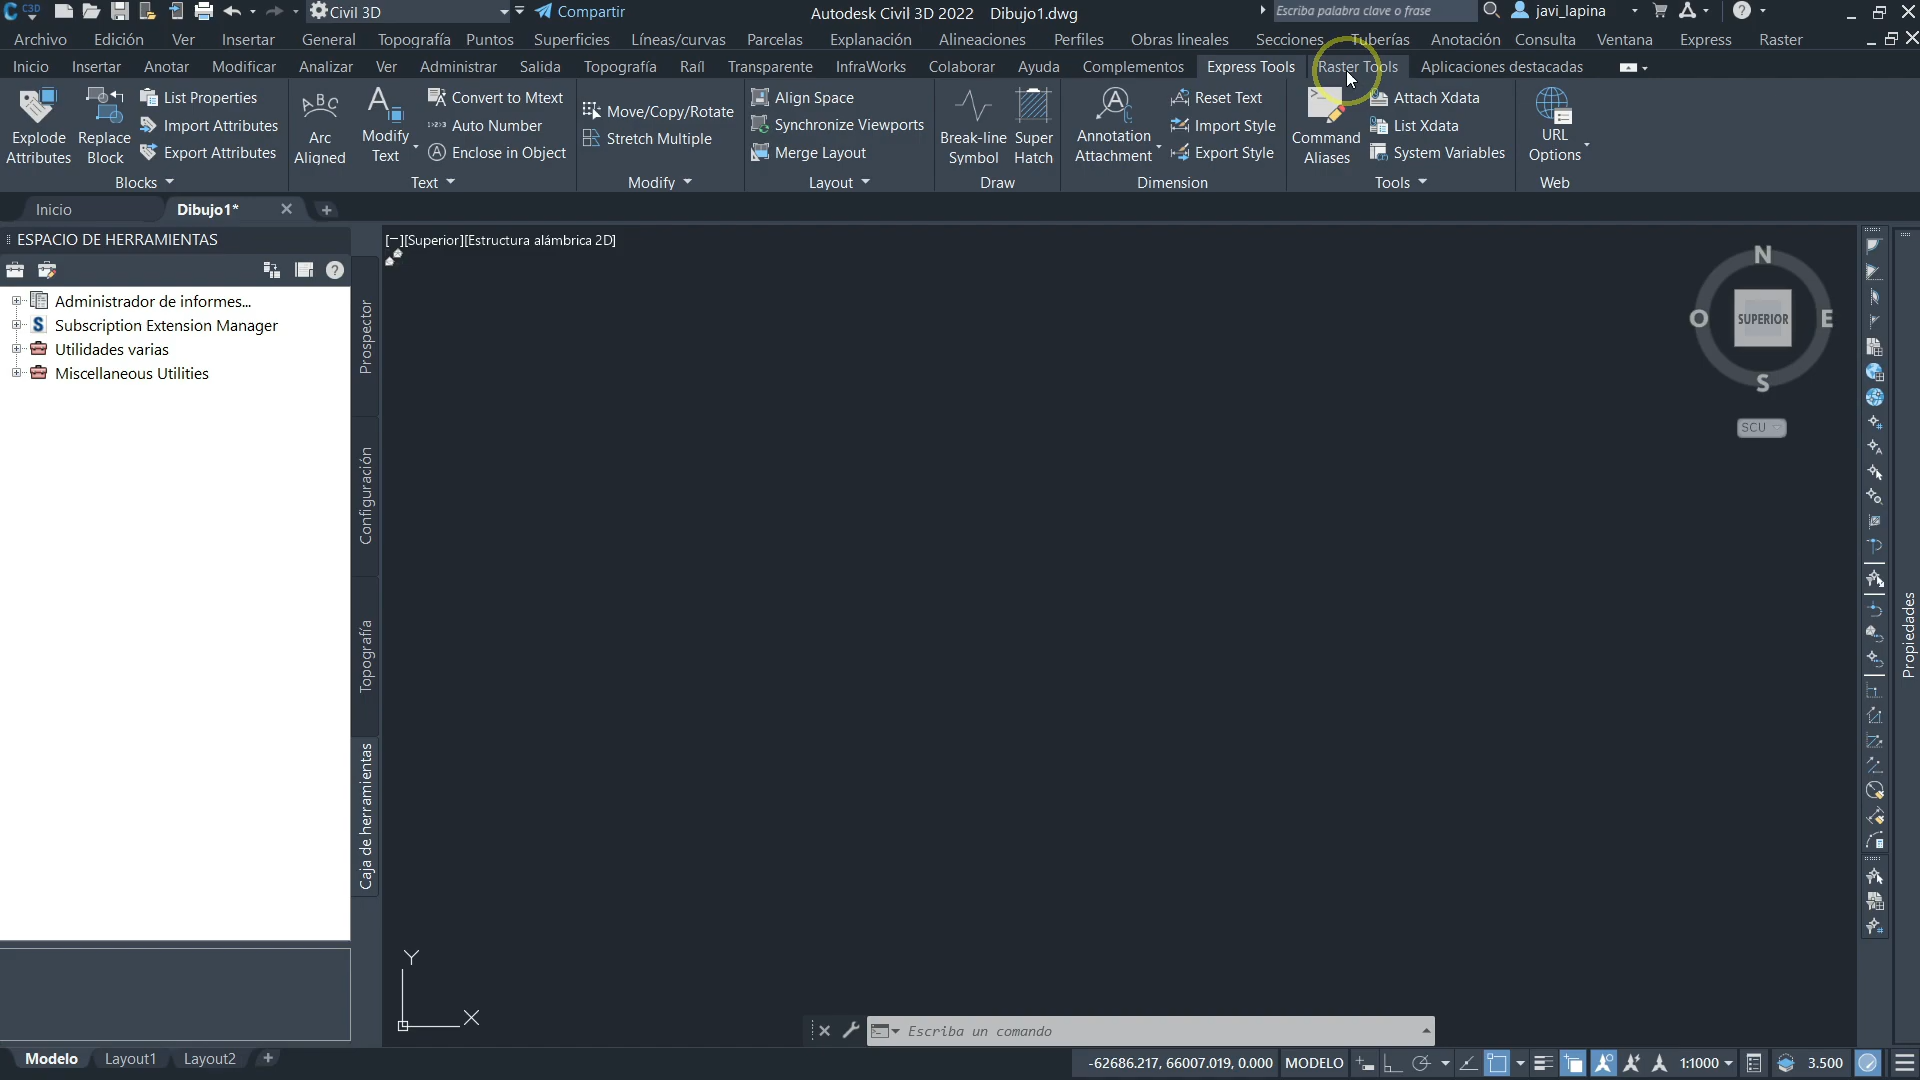 C3D Civil 3D Compartir Autodesk Civil 3D 2022 Dibujo1.dwg Escriba palabra clave o frase javi_lapina
Archivo Edición Ver Insertar General Topografía Puntos Superficies Líneas/curvas Parcelas Explanación Alineaciones Perfiles Obras lineales Secciones Tuberías Anotación Consulta Ventana Express Raster
Inicio Insertar Anotar Modificar Analizar Ver Administrar Salida Topografía Raíl Transparente InfraWorks Colaborar Ayuda Complementos Express Tools Raster Tools Aplicaciones destacadas
Explode Attributes
Replace Block
List Properties
Import Attributes
Export Attributes
Blocks
Arc Aligned
Modify Text
Convert to Mtext
Auto Number
Enclose in Object
Text
Move/Copy/Rotate
Stretch Multiple
Modify
Align Space
Synchronize Viewports
Merge Layout
Layout
Break-line Symbol
Super Hatch
Draw
Annotation Attachment
Reset Text
Import Style
Export Style
Dimension
Command Aliases
Attach Xdata
List Xdata
System Variables
Tools
URL Options
Web
Inicio Dibujo1*
ESPACIO DE HERRAMIENTAS
Administrador de informes...
Subscription Extension Manager
Utilidades varias
Miscellaneous Utilities
Prospector
Configuración
Topografía
Caja de herramientas
[−][Superior][Estructura alámbrica 2D]
N
O SUPERIOR E
S
SCU
Propiedades
Y
X
Escriba un comando
Modelo Layout1 Layout2
-62686.217, 66007.019, 0.000 MODELO 1:1000 3.500